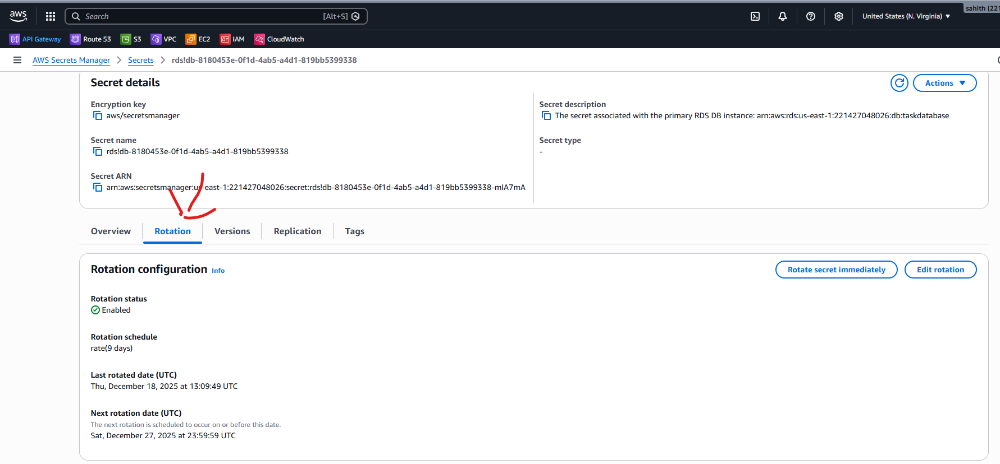 sahith (221
aws
Search [Alt+S]
United States (N. Virginia)
API Gateway Route 53 S3 VPC EC2 IAM CloudWatch
AWS Secrets Manager Secrets rds!db-8180453e-0f1d-4ab5-a4d1-819bb5399338
Secret details
Actions
Encryption key
aws/secretsmanager
Secret name
rds!db-8180453e-0f1d-4ab5-a4d1-819bb5399338
Secret ARN
arn:aws:secretsmanager:us-east-1:221427048026:secret:rds!db-8180453e-0f1d-4ab5-a4d1-819bb5399338-mlA7mA
Secret description
The secret associated with the primary RDS DB instance: arn:aws:rds:us-east-1:221427048026:db:taskdatabase
Secret type
-
Overview Rotation Versions Replication Tags
Rotation configuration Info
Rotate secret immediately Edit rotation
Rotation status
Enabled
Rotation schedule
rate(9 days)
Last rotated date (UTC)
Thu, December 18, 2025 at 13:09:49 UTC
Next rotation date (UTC)
The next rotation is scheduled to occur on or before this date.
Sat, December 27, 2025 at 23:59:59 UTC